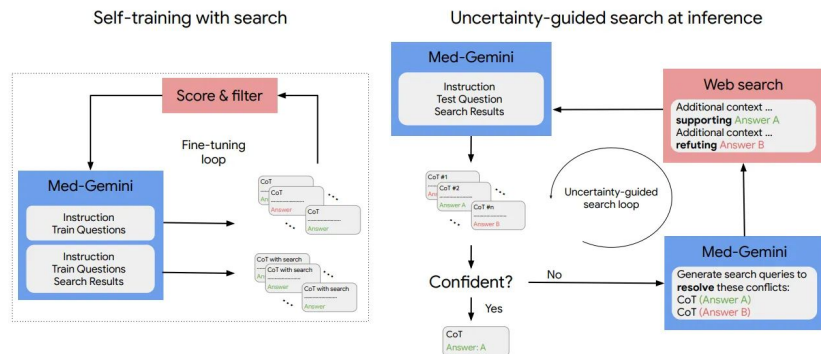 Self-training with search
Score & filter
Fine-tuning
loop
Med-Gemini
Instruction
Train Questions
Instruction
Train Questions
Search Results
CoT
Answer
CoT
Answer
CoT
Answer
CoT with search
CoT with search
CoT with search
Answer
Uncertainty-guided search at inference
Med-Gemini
Instruction
Test Question
Search Results
Web search
Additional context ...
supporting Answer A
Additional context ...
refuting Answer B
CoT #1
CoT #2
Answer A
CoT #n
Answer B
Uncertainty-guided
search loop
Confident?
No
Yes
CoT
Answer: A
Med-Gemini
Generate search queries to
resolve these conflicts:
CoT (Answer A)
CoT (Answer B)